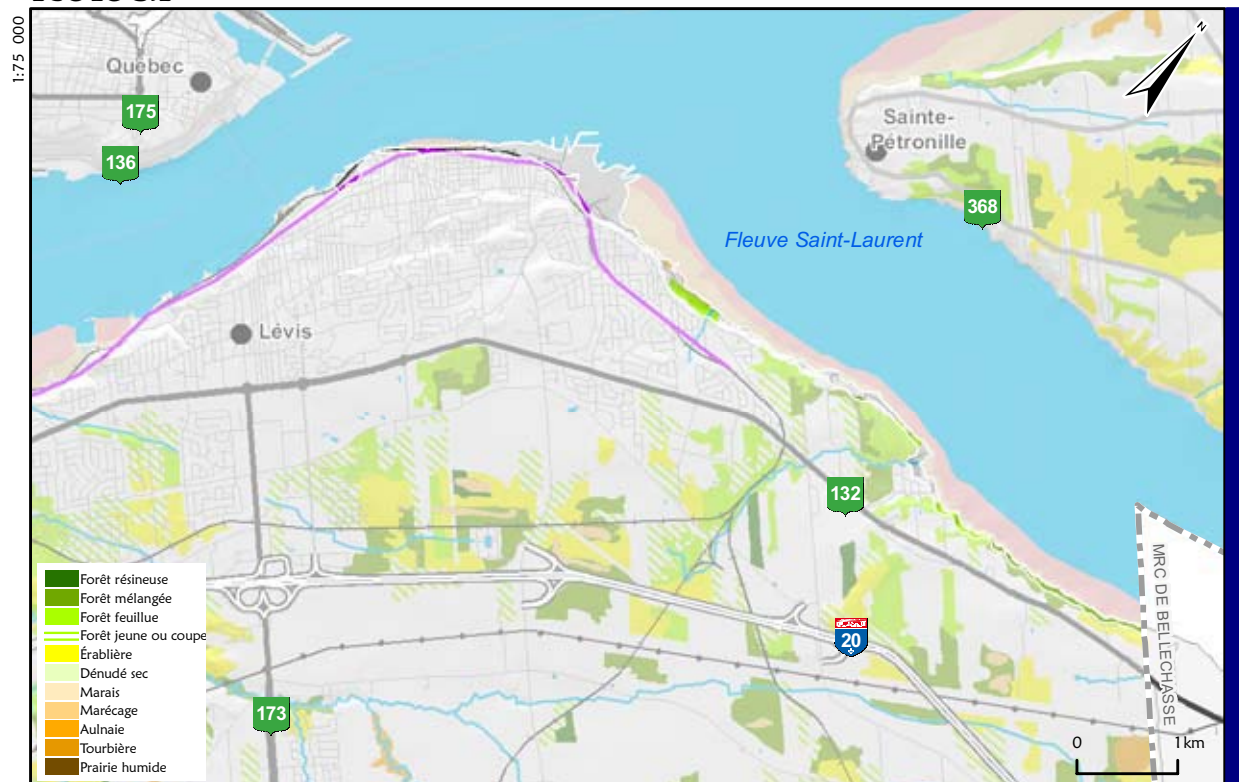 1:75 000
N
Québec
175
136
Sainte-
Pétronille
368
Fleuve Saint-Laurent
Lévis
132
20
173
MRC DE BELLECHASSE
Forêt résineuse
Forêt mélangée
Forêt feuillue
Forêt jeune ou coupe
Érablière
Dénudé sec
Marais
Marécage
Aulnaie
Tourbière
Prairie humide
0 1 km